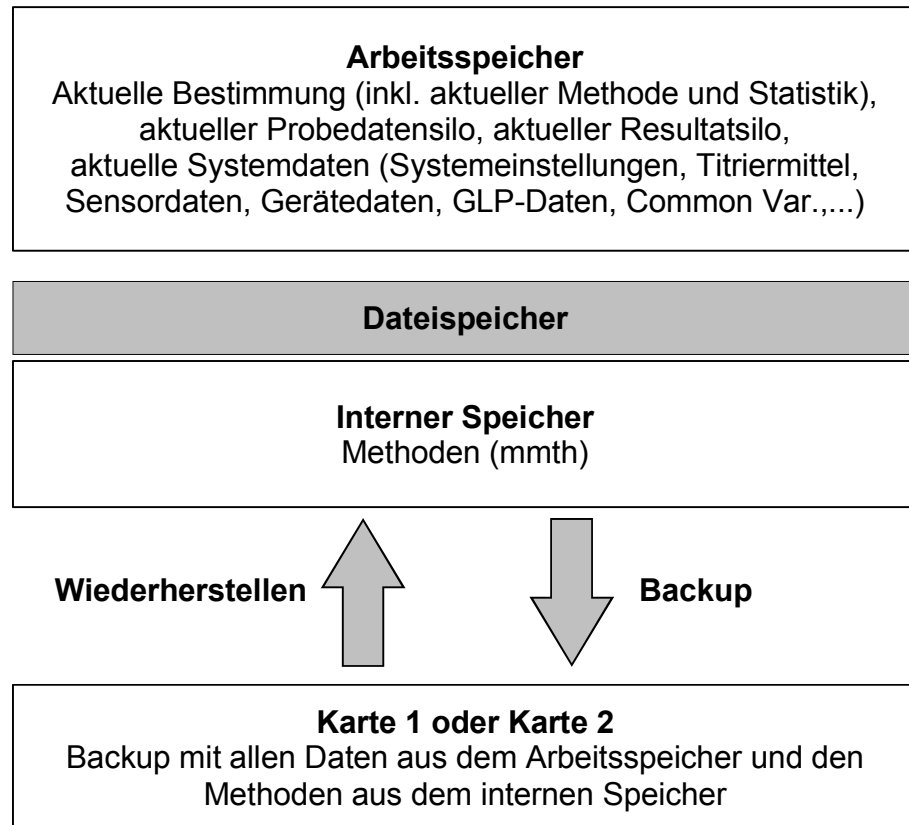 Arbeitsspeicher
Aktuelle Bestimmung (inkl. aktueller Methode und Statistik),
aktueller Probedatensilo, aktueller Resultatsilo,
aktuelle Systemdaten (Systemeinstellungen, Titriermittel,
Sensordaten, Gerätedaten, GLP-Daten, Common Var.,...)
Dateispeicher
Interner Speicher
Methoden (mmth)
Wiederherstellen
Backup
Karte 1 oder Karte 2
Backup mit allen Daten aus dem Arbeitsspeicher und den
Methoden aus dem internen Speicher